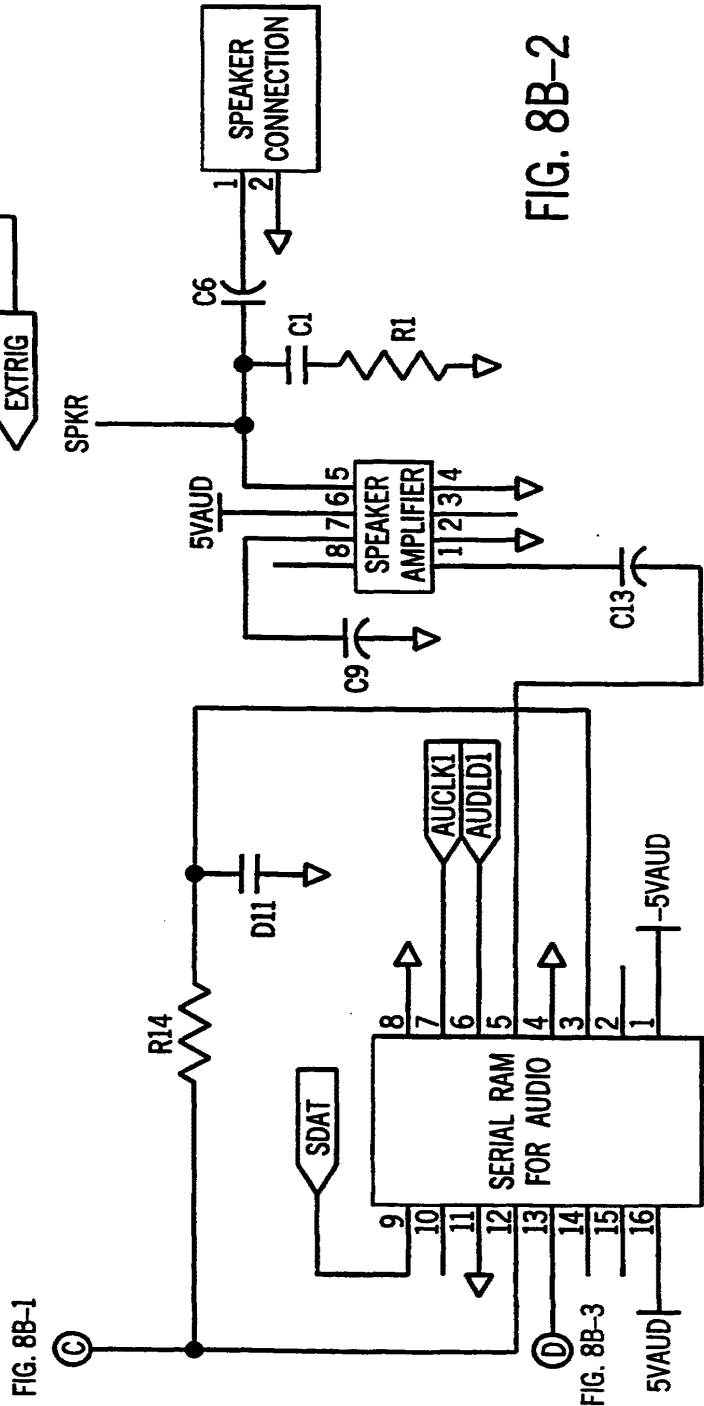 FIG. 8B-1
C
R14
D11
SDAT
9
10
11
12
13
14
15
16
SERIAL RAM
FOR AUDIO
8
7
6
5
4
3
2
1
AUCLK1
AUDLD1
D
FIG. 8B-3
5VAUD
-5VAUD
C9
C13
5VAUD
8
7
6
5
SPEAKER
AMPLIFIER
1
2
3
4
SPKR
EXTRIG
C1
R1
C6
1
2
SPEAKER
CONNECTION
FIG. 8B-2